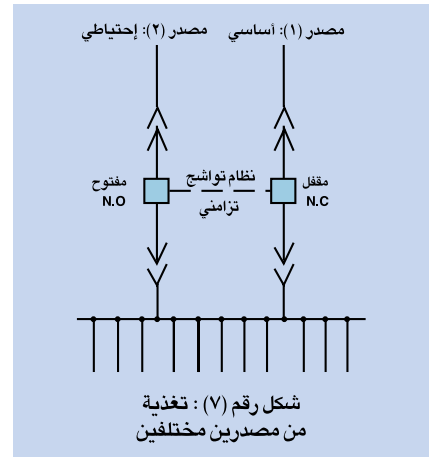 مصدر (١): أساسي
مصدر (٢): إحتياطي
مقفل
N.C
نظام تواشج
تزامني
مفتوح
N.O
شكل رقم (٧) : تغذية
من مصدرين مختلفين